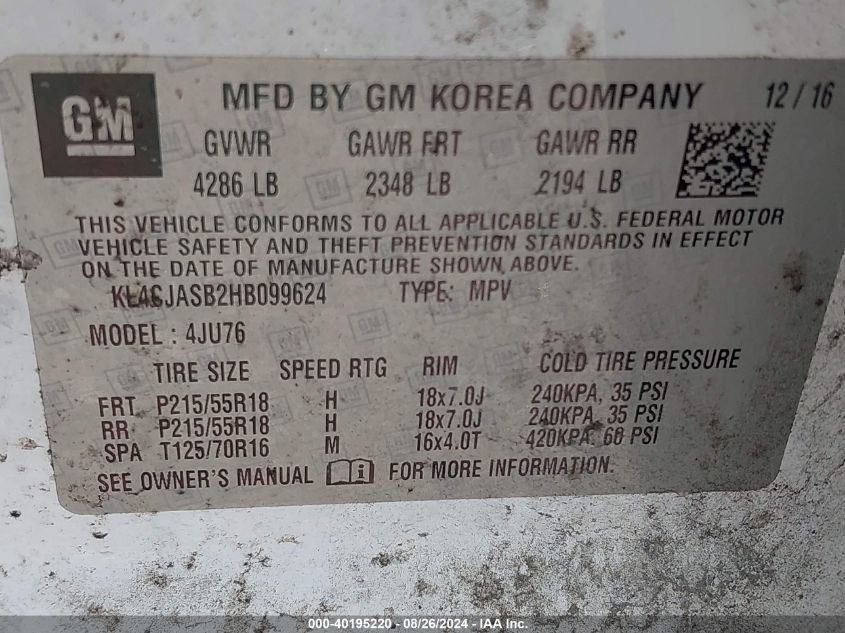 GM MFD BY GM KOREA COMPANY 12/16
GVWR GAWR FRT GAWR RR
4286 LB 2348 LB 2194 LB
THIS VEHICLE CONFORMS TO ALL APPLICABLE U.S. FEDERAL MOTOR
VEHICLE SAFETY AND THEFT PREVENTION STANDARDS IN EFFECT
ON THE DATE OF MANUFACTURE SHOWN ABOVE.
KL4CJASB2HB099624 TYPE: MPV
MODEL : 4JU76
TIRE SIZE SPEED RTG RIM COLD TIRE PRESSURE
FRT P215/55R18 H 18x7.0J 240KPA, 35 PSI
RR P215/55R18 H 18x7.0J 240KPA, 35 PSI
SPA T125/70R16 M 16x4.0T 420KPA, 60 PSI
SEE OWNER'S MANUAL FOR MORE INFORMATION.
000-40195220 - 08/26/2024 - IAA Inc.